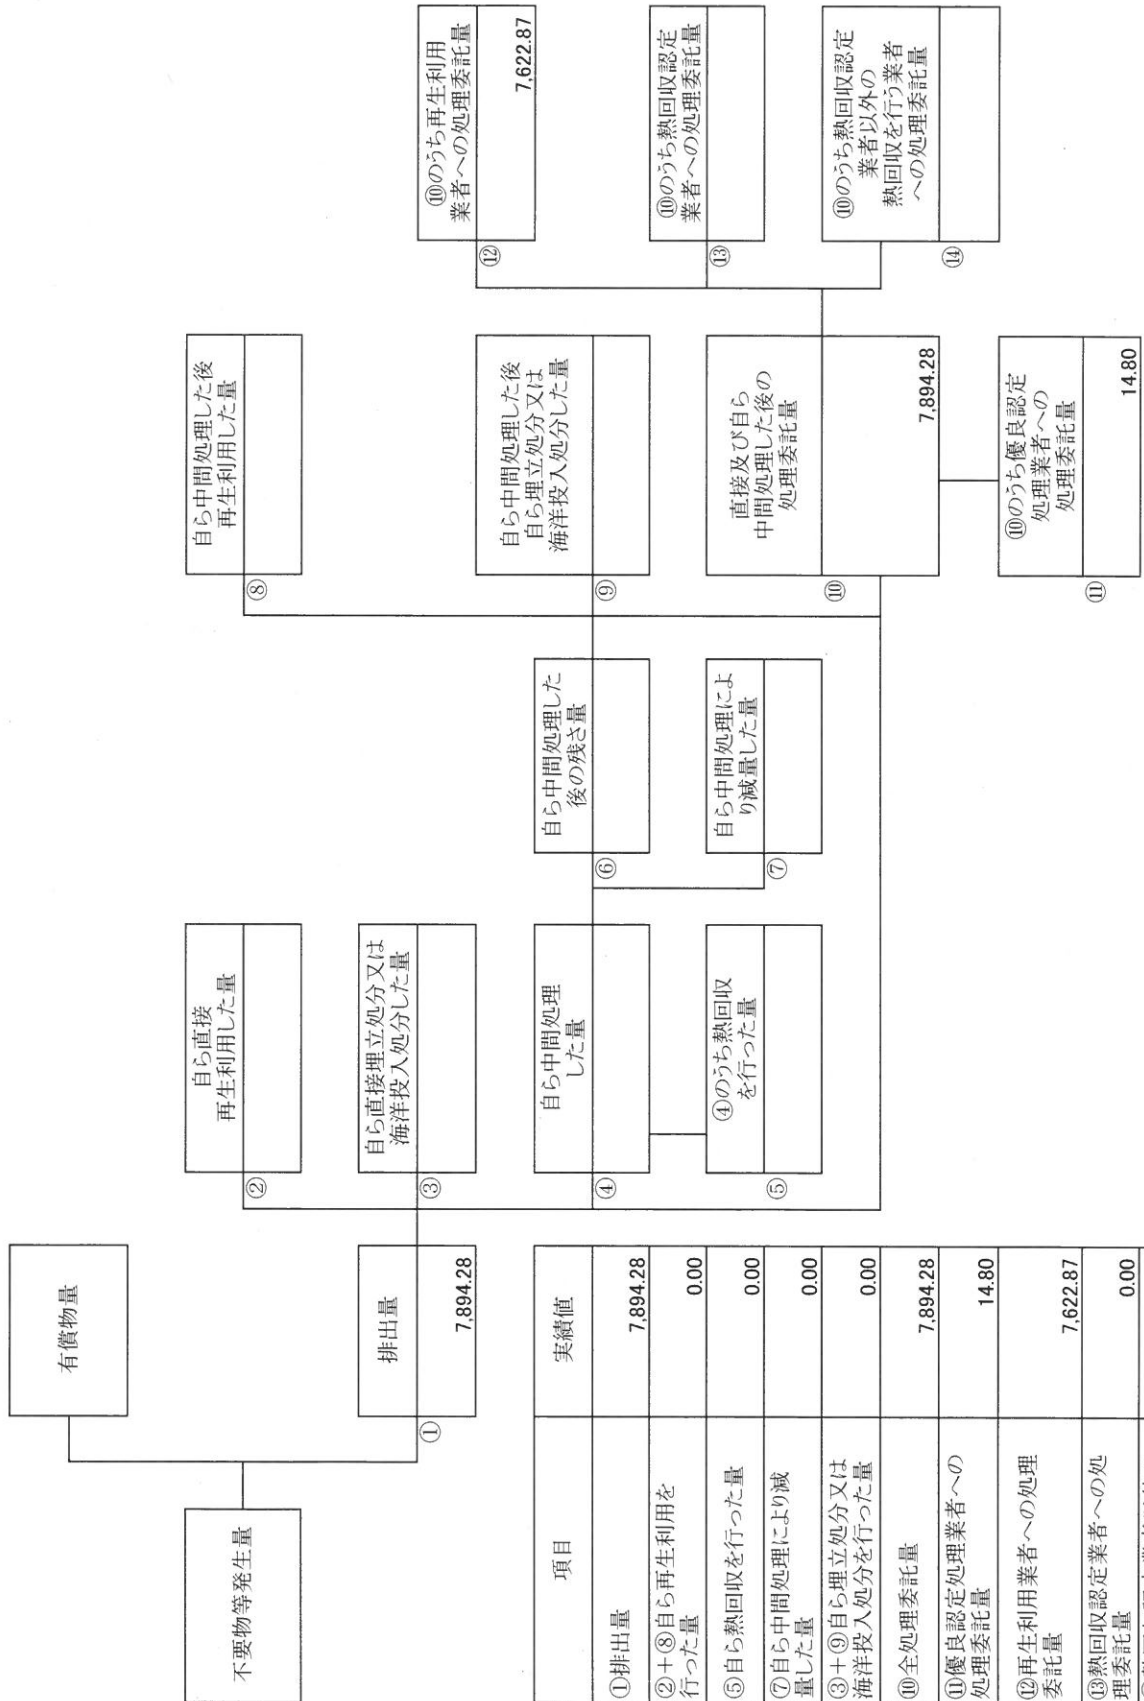 不要物等発生量
有償物量
排出量
①
7,894.28
自ら直接
再生利用した量
②
自ら直接埋立処分又は
海洋投入処分した量
③
自ら中間処理
した量
④
④のうち熱回収
を行った量
⑤
自ら中間処理した
後の残さ量
⑥
自ら中間処理によ
り減量した量
⑦
自ら中間処理した後
再生利用した量
⑧
自ら中間処理した後
自ら埋立処分又は
海洋投入処分した量
⑨
直接及び自ら
中間処理した後の
処理委託量
⑩
7,894.28
⑩のうち優良認定
処理業者への
処理委託量
⑪
14.80
⑩のうち再生利用
業者への処理委託量
⑫
7,622.87
⑩のうち熱回収認定
業者への処理委託量
⑬
⑩のうち熱回収認定
業者以外の
熱回収を行う業者
への処理委託量
⑭
項目 実績値
①排出量 7,894.28
②+⑧自ら再生利用を
行った量 0.00
⑤自ら熱回収を行った量 0.00
⑦自ら中間処理により減
量した量 0.00
③+⑨自ら埋立処分又は
海洋投入処分を行った量 0.00
⑩全処理委託量 7,894.28
⑪優良認定処理業者への
処理委託量 14.80
⑫再生利用業者への処理
委託量 7,622.87
⑬熱回収認定業者への処
理委託量 0.00